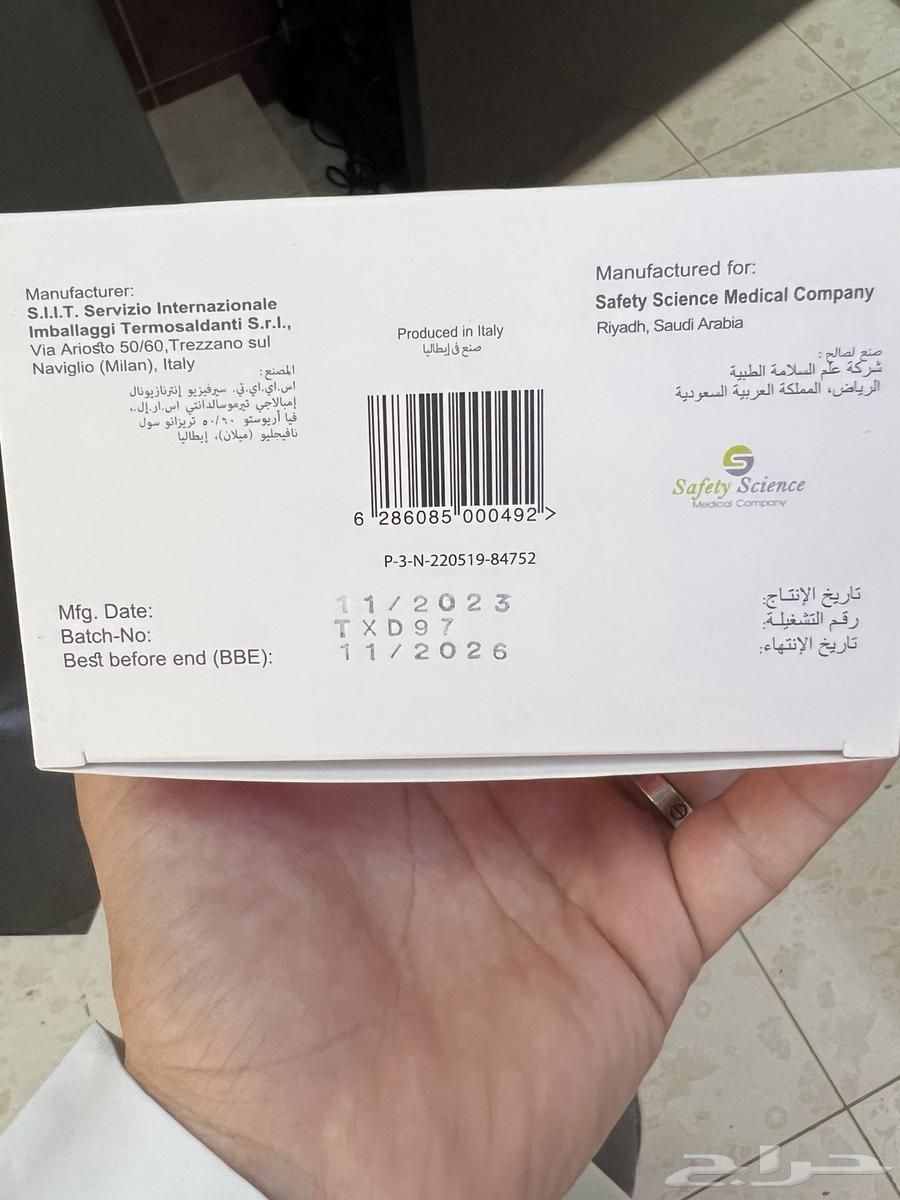 Manufacturer:
S.I.I.T. Servizio Internazionale
Imballaggi Termosaldanti S.r.l.,
Via Ariosto 50/60,Trezzano sul
Naviglio (Milan), Italy
المصنع:
اس.إي.إي.تي. سيرفيزيو إنترنازيونال
إمبالاجي تيرموسالدانتي اس.ار.إل.،
فيا أريوستو ٥٠/٦٠ تريزانو سول
نافيجليو (ميلان)، إيطاليا
Produced in Italy
صنع في إيطاليا
6 286085 000492 >
P-3-N-220519-84752
Manufactured for:
Safety Science Medical Company
Riyadh, Saudi Arabia
صنع لصالح:
شركة علم السلامة الطبية
الرياض، المملكة العربية السعودية
Safety Science
Medical Company
Mfg. Date: 11/2023 تاريخ الإنتاج:
Batch-No: TXD97 رقم التشغيلة:
Best before end (BBE): 11/2026 تاريخ الإنتهاء:
حراج